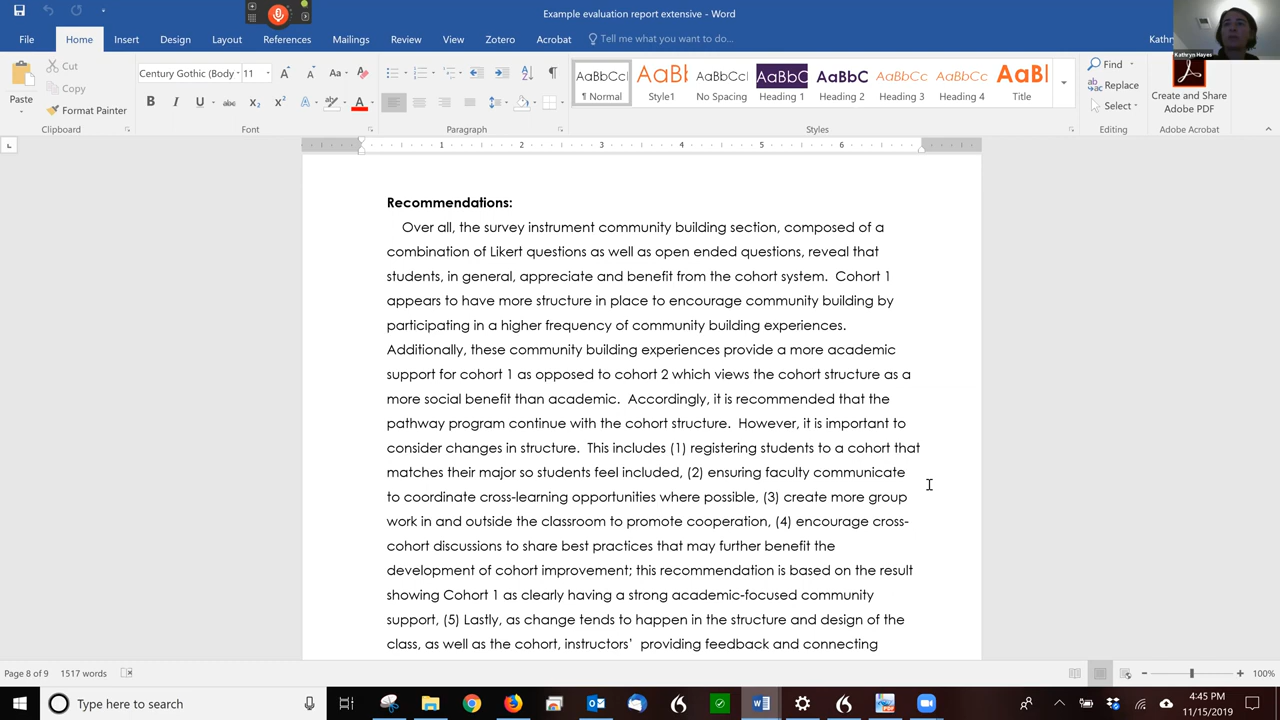 Example evaluation report extensive - Word
Kathryn Hayes
File Home Insert Design Layout References Mailings Review View Zotero Acrobat Tell me what you want to do...
Paste
Cut
Copy
Format Painter
Clipboard
Century Gothic (Body 11
Font
Paragraph
AaBbCcI AaBl AaBbCc AaBbC AaBbC AaBbCc AaBbCc AaBl
¶ Normal Style1 No Spacing Heading 1 Heading 2 Heading 3 Heading 4 Title
Styles
Find
Replace
Select
Editing
Create and Share
Adobe PDF
Adobe Acrobat
1 2 3 4 5 6
Recommendations:
Over all, the survey instrument community building section, composed of a
combination of Likert questions as well as open ended questions, reveal that
students, in general, appreciate and benefit from the cohort system. Cohort 1
appears to have more structure in place to encourage community building by
participating in a higher frequency of community building experiences.
Additionally, these community building experiences provide a more academic
support for cohort 1 as opposed to cohort 2 which views the cohort structure as a
more social benefit than academic. Accordingly, it is recommended that the
pathway program continue with the cohort structure. However, it is important to
consider changes in structure. This includes (1) registering students to a cohort that
matches their major so students feel included, (2) ensuring faculty communicate
to coordinate cross-learning opportunities where possible, (3) create more group
work in and outside the classroom to promote cooperation, (4) encourage cross-
cohort discussions to share best practices that may further benefit the
development of cohort improvement; this recommendation is based on the result
showing Cohort 1 as clearly having a strong academic-focused community
support, (5) Lastly, as change tends to happen in the structure and design of the
class, as well as the cohort, instructors' providing feedback and connecting
Page 8 of 9 1517 words 100%
Type here to search
4:45 PM
11/15/2019